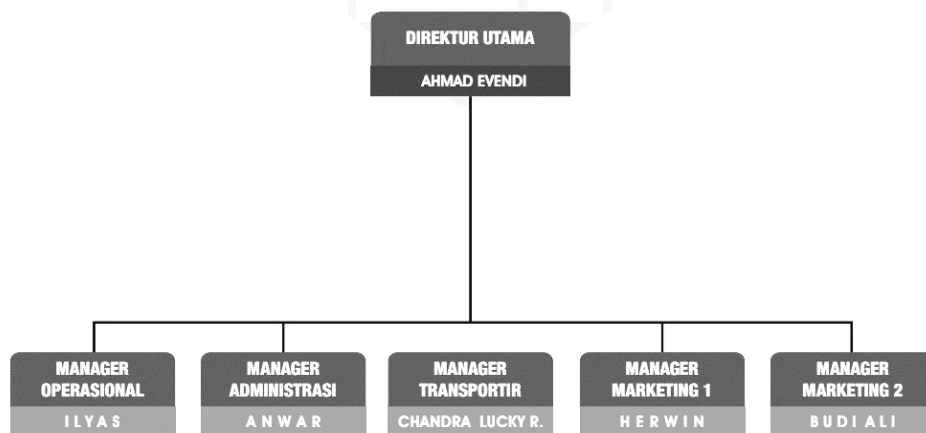 DIREKTUR UTAMA
AHMAD EVENDI
MANAGER
OPERASIONAL
ILYAS
MANAGER
ADMINISTRASI
ANWAR
MANAGER
TRANSPORTIR
CHANDRA LUCKY R.
MANAGER
MARKETING 1
HERWIN
MANAGER
MARKETING 2
BUDI ALI